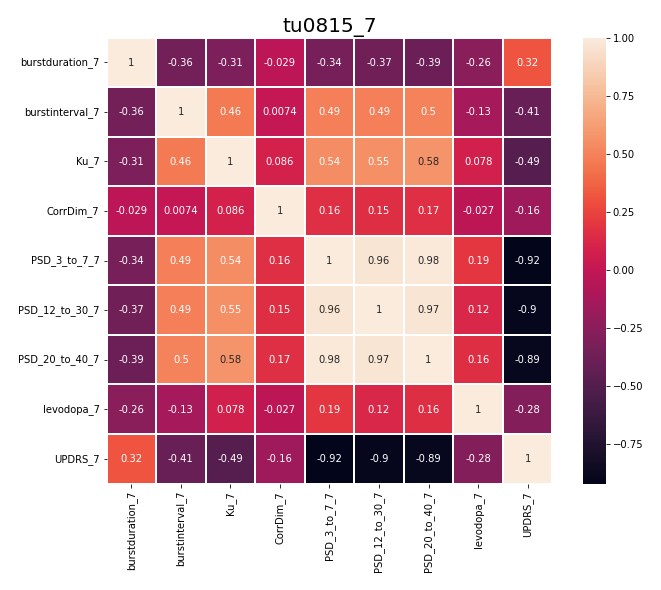 tu0815_7
burstduration_7 1 -0.36 -0.31 -0.029 -0.34 -0.37 -0.39 -0.26 0.32
burstinterval_7 -0.36 1 0.46 0.0074 0.49 0.49 0.5 -0.13 -0.41
Ku_7 -0.31 0.46 1 0.086 0.54 0.55 0.58 0.078 -0.49
CorrDim_7 -0.029 0.0074 0.086 1 0.16 0.15 0.17 -0.027 -0.16
PSD_3_to_7_7 -0.34 0.49 0.54 0.16 1 0.96 0.98 0.19 -0.92
PSD_12_to_30_7 -0.37 0.49 0.55 0.15 0.96 1 0.97 0.12 -0.9
PSD_20_to_40_7 -0.39 0.5 0.58 0.17 0.98 0.97 1 0.16 -0.89
levodopa_7 -0.26 -0.13 0.078 -0.027 0.19 0.12 0.16 1 -0.28
UPDRS_7 0.32 -0.41 -0.49 -0.16 -0.92 -0.9 -0.89 -0.28 1
burstduration_7
burstinterval_7
Ku_7
CorrDim_7
PSD_3_to_7_7
PSD_12_to_30_7
PSD_20_to_40_7
levodopa_7
UPDRS_7
1.00
0.75
0.50
0.25
0.00
−0.25
−0.50
−0.75